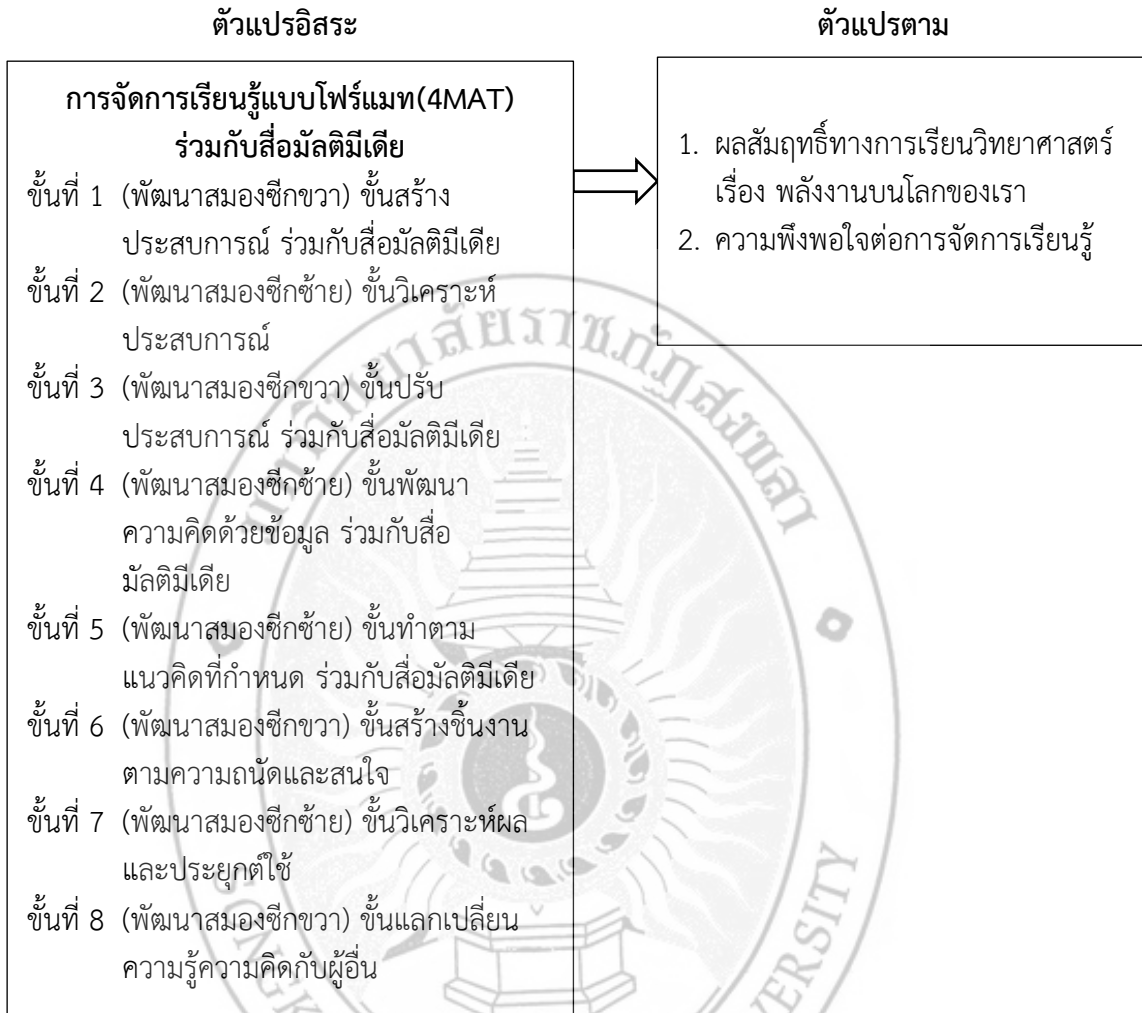 ตัวแปรอิสระ
การจัดการเรียนรู้แบบโฟร์แมท(4MAT)
ร่วมกับสื่อมัลติมีเดีย
ขั้นที่ 1 (พัฒนาสมองซีกขวา) ขั้นสร้าง
ประสบการณ์ ร่วมกับสื่อมัลติมีเดีย
ขั้นที่ 2 (พัฒนาสมองซีกซ้าย) ขั้นวิเคราะห์
ประสบการณ์
ขั้นที่ 3 (พัฒนาสมองซีกขวา) ขั้นปรับ
ประสบการณ์ ร่วมกับสื่อมัลติมีเดีย
ขั้นที่ 4 (พัฒนาสมองซีกซ้าย) ขั้นพัฒนา
ความคิดด้วยข้อมูล ร่วมกับสื่อ
มัลติมีเดีย
ขั้นที่ 5 (พัฒนาสมองซีกซ้าย) ขั้นทำตาม
แนวคิดที่กำหนด ร่วมกับสื่อมัลติมีเดีย
ขั้นที่ 6 (พัฒนาสมองซีกขวา) ขั้นสร้างชิ้นงาน
ตามความถนัดและสนใจ
ขั้นที่ 7 (พัฒนาสมองซีกซ้าย) ขั้นวิเคราะห์ผล
และประยุกต์ใช้
ขั้นที่ 8 (พัฒนาสมองซีกขวา) ขั้นแลกเปลี่ยน
ความรู้ความคิดกับผู้อื่น
ตัวแปรตาม
1. ผลสัมฤทธิ์ทางการเรียนวิทยาศาสตร์
เรื่อง พลังงานบนโลกของเรา
2. ความพึงพอใจต่อการจัดการเรียนรู้
มหาวิทยาลัยราชภัฏสงขลา